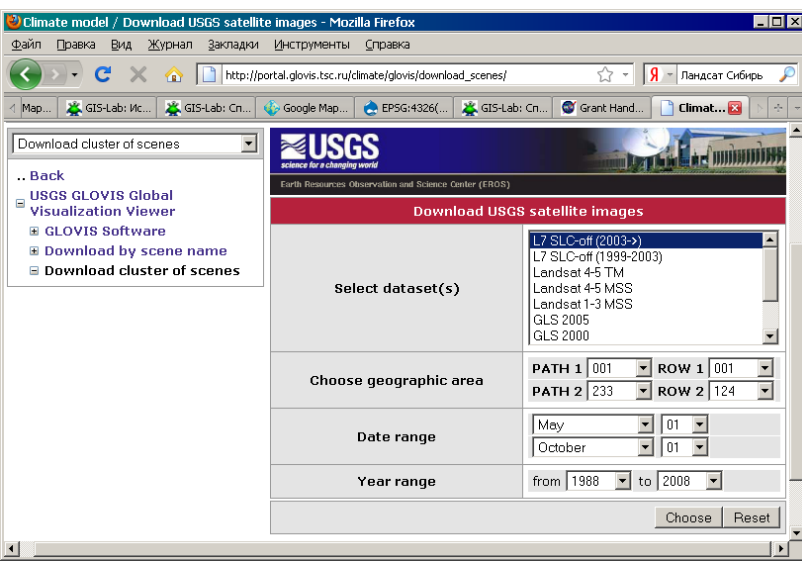 Climate model / Download USGS satellite images - Mozilla Firefox
Файл Правка Вид Журнал Закладки Инструменты Справка
http://portal.glovis.tsc.ru/climate/glovis/download_scenes/ Я Ландсат Сибирь
Map... GIS-Lab: Ис... GIS-Lab: Сп... Google Map... EPSG:4326(... GIS-Lab: Сп... Grant Hand... Climat...
Download cluster of scenes
.. Back
USGS GLOVIS Global
Visualization Viewer
GLOVIS Software
Download by scene name
Download cluster of scenes
USGS
science for a changing world
Earth Resources Observation and Science Center (EROS)
Download USGS satellite images
Select dataset(s)
L7 SLC-off (2003->)
L7 SLC-off (1999-2003)
Landsat 4-5 TM
Landsat 4-5 MSS
Landsat 1-3 MSS
GLS 2005
GLS 2000
Choose geographic area
PATH 1 001 ROW 1 001
PATH 2 233 ROW 2 124
Date range
May 01
October 01
Year range
from 1988 to 2008
Choose Reset